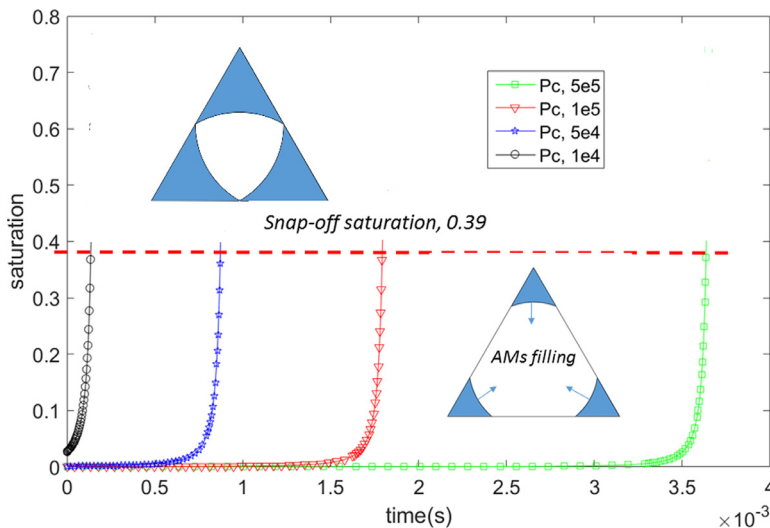 0.8
0.7
0.6
0.5
0.4
0.3
0.2
0.1
0
saturation
Pc, 5e5
Pc, 1e5
Pc, 5e4
Pc, 1e4
Snap-off saturation, 0.39
AMs filling
0 0.5 1 1.5 2 2.5 3 3.5 4
time(s)
×10⁻³